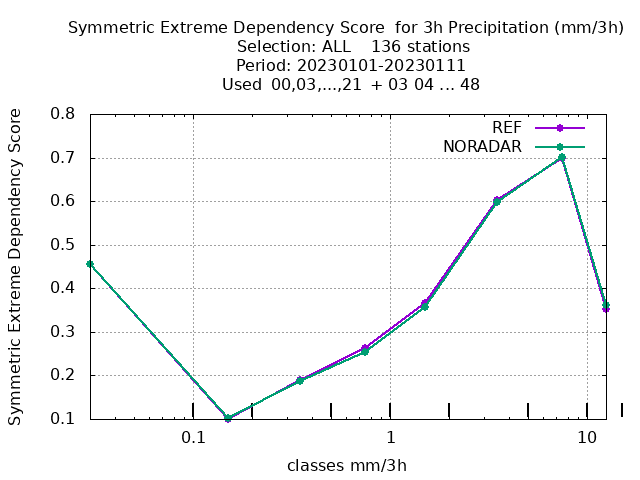 Symmetric Extreme Dependency Score  for 3h Precipitation (mm/3h)
Selection: ALL    136 stations
Period: 20230101-20230111
Used  00,03,...,21  + 03 04 ... 48
REF
NORADAR
Symmetric Extreme Dependency Score
0.8
0.7
0.6
0.5
0.4
0.3
0.2
0.1
0.1
1
10
classes mm/3h